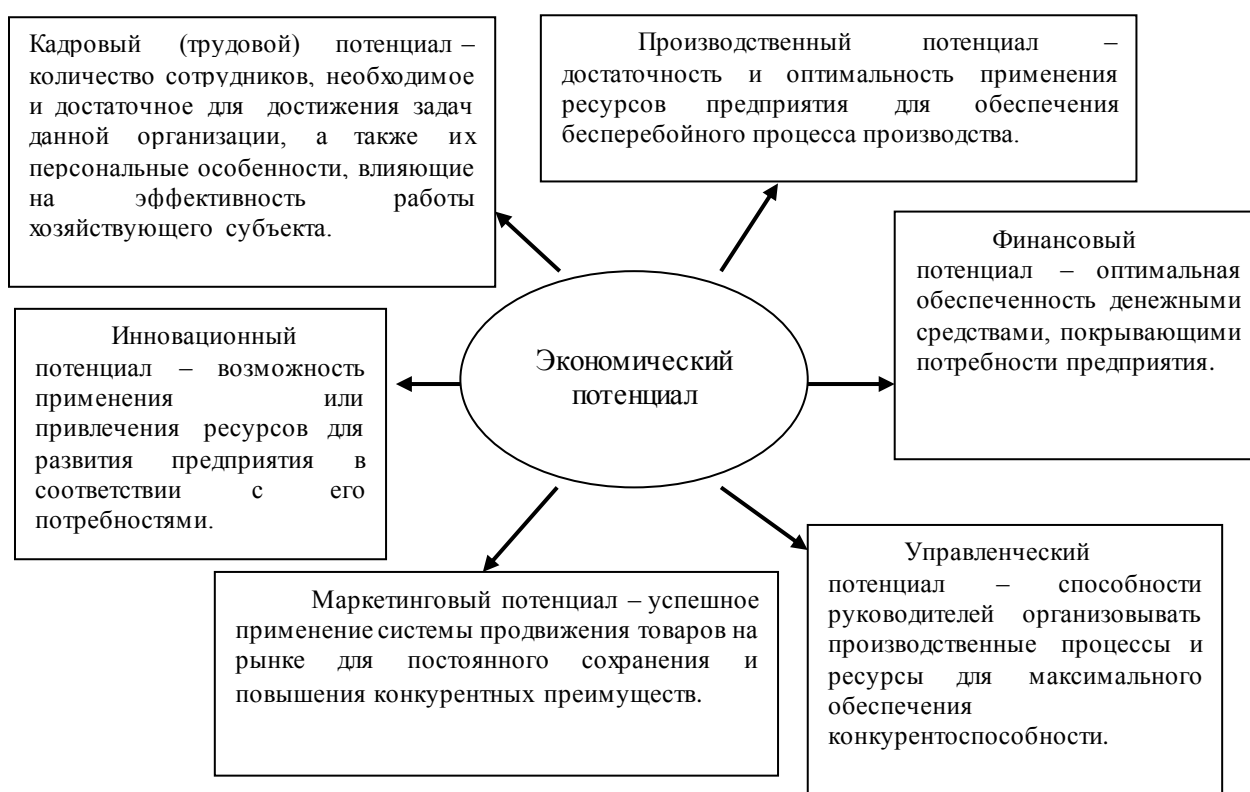 Кадровый (трудовой) потенциал –
количество сотрудников, необходимое
и достаточное для достижения задач
данной организации, а также их
персональные особенности, влияющие
на эффективность работы
хозяйствующего субъекта.
Производственный потенциал –
достаточность и оптимальность применения
ресурсов предприятия для обеспечения
бесперебойного процесса производства.
Финансовый
потенциал – оптимальная
обеспеченность денежными
средствами, покрывающими
потребности предприятия.
Инновационный
потенциал – возможность
применения или
привлечения ресурсов для
развития предприятия в
соответствии с его
потребностями.
Экономический
потенциал
Маркетинговый потенциал – успешное
применение системы продвижения товаров на
рынке для постоянного сохранения и
повышения конкурентных преимуществ.
Управленческий
потенциал – способности
руководителей организовывать
производственные процессы и
ресурсы для максимального
обеспечения
конкурентоспособности.